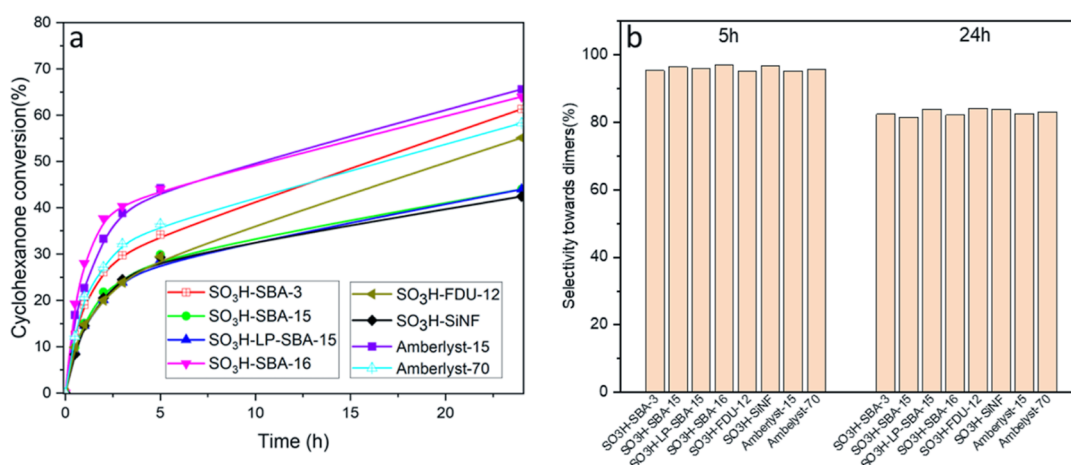 a
Cyclohexanone conversion(%)
80
70
60
50
40
30
20
10
0
0
5
10
15
20
Time (h)
SO₃H-SBA-3
SO₃H-SBA-15
SO₃H-LP-SBA-15
SO₃H-SBA-16
SO₃H-FDU-12
SO₃H-SiNF
Amberlyst-15
Amberlyst-70
b
5h
24h
Selectivity towards dimers(%)
100
80
60
40
20
0
SO3H-SBA-3
SO3H-SBA-15
SO3H-LP-SBA-15
SO3H-SBA-16
SO3H-FDU-12
SO3H-SiNF
Amberlyst-15
Ambelyst-70
SO3H-SBA-3
SO3H-SBA-15
SO3H-LP-SBA-15
SO3H-SBA-16
SO3H-FDU-12
SO3H-SiNF
Amberlyst-15
Ambelyst-70